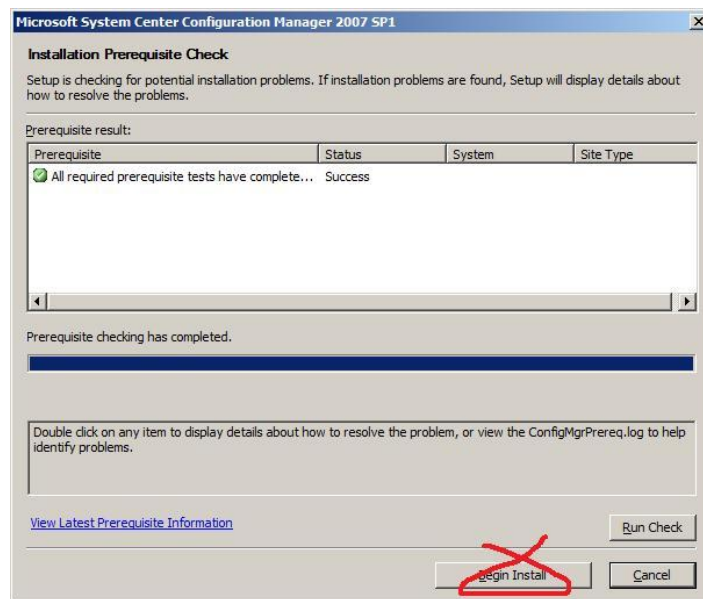 Microsoft System Center Configuration Manager 2007 SP1
Installation Prerequisite Check
Setup is checking for potential installation problems. If installation problems are found, Setup will display details about
how to resolve the problems.
Prerequisite result:
Prerequisite Status System Site Type
All required prerequisite tests have complete... Success
Prerequisite checking has completed.
Double click on any item to display details about how to resolve the problem, or view the ConfigMgrPrereq.log to help
identify problems.
View Latest Prerequisite Information
Run Check
Begin Install Cancel